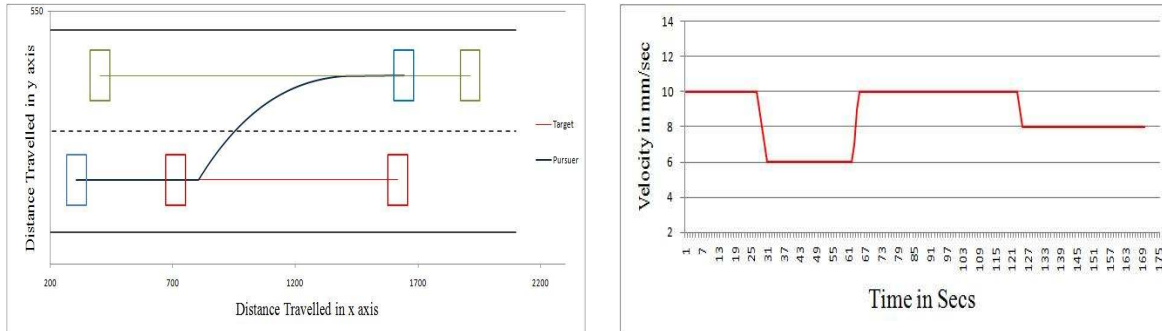 550
Distance Travelled in y axis
Target
Pursuer
200 700 1200 1700 2200
Distance Travelled in x axis
14
12
10
8
6
4
2
Velocity in mm/sec
1 7 13 19 25 31 37 43 49 55 61 67 73 79 85 91 97 103 109 115 121 127 133 139 145 151 157 163 169 175
Time in Secs